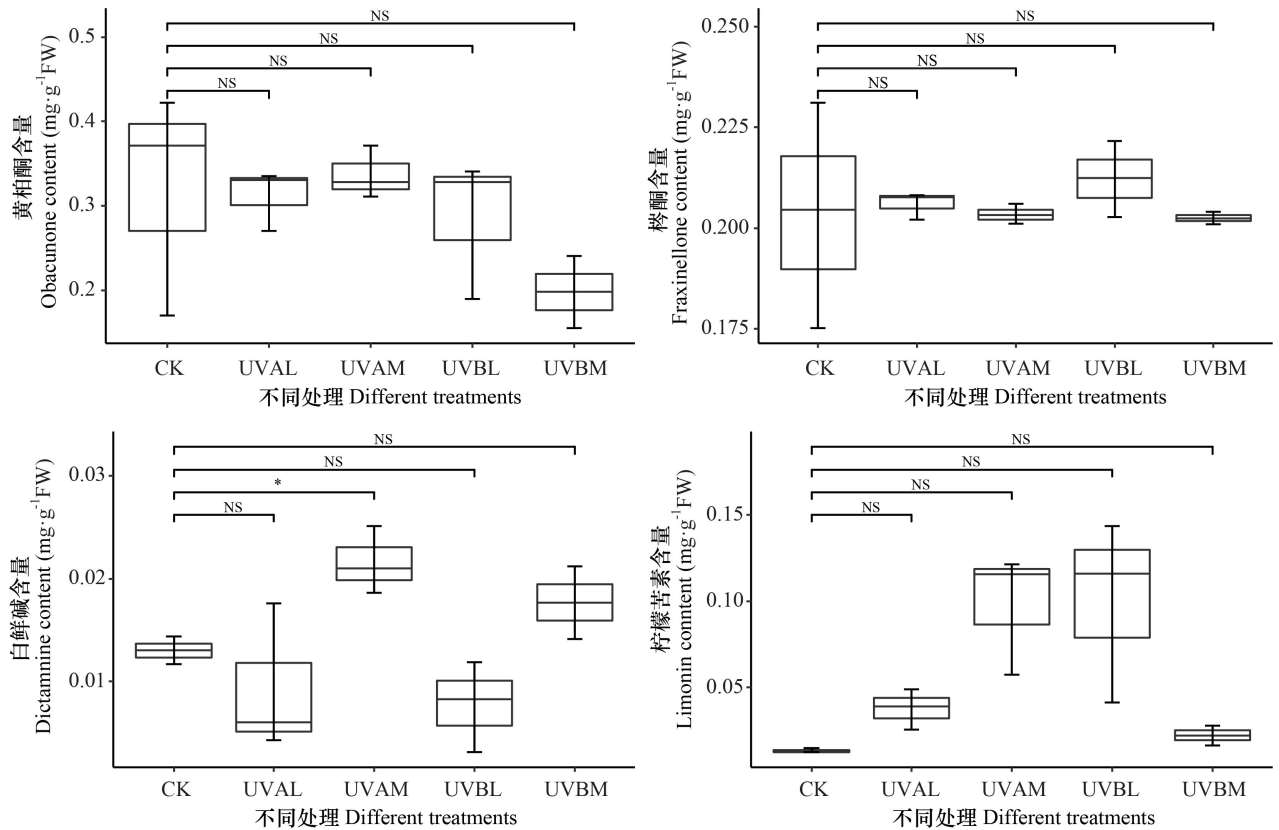 黄柏酮含量
Obacunone content (mg·g⁻¹FW)
0.5
0.4
0.3
0.2
NS
NS
NS
NS
CK UVAL UVAM UVBL UVBM
不同处理 Different treatments
梣酮含量
Fraxinellone content (mg·g⁻¹FW)
0.250
0.225
0.200
0.175
NS
NS
NS
NS
CK UVAL UVAM UVBL UVBM
不同处理 Different treatments
白鲜碱含量
Dictamnine content (mg·g⁻¹FW)
0.03
0.02
0.01
NS
NS
*
NS
CK UVAL UVAM UVBL UVBM
不同处理 Different treatments
柠檬苦素含量
Limonin conntent (mg·g⁻¹FW)
0.15
0.10
0.05
NS
NS
NS
NS
CK UVAL UVAM UVBL UVBM
不同处理 Different treatments